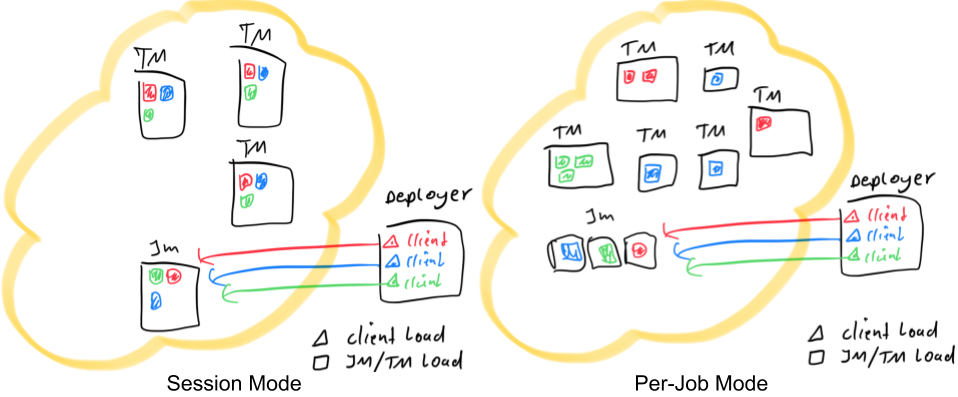 TM
TM
TM
Jm
Deployer
client
client
client
client load
JM/TM load
Session Mode
TM
TM
TM
TM
TM
TM
Jm
Deployer
client
client
client
client load
JM/TM load
Per-Job Mode